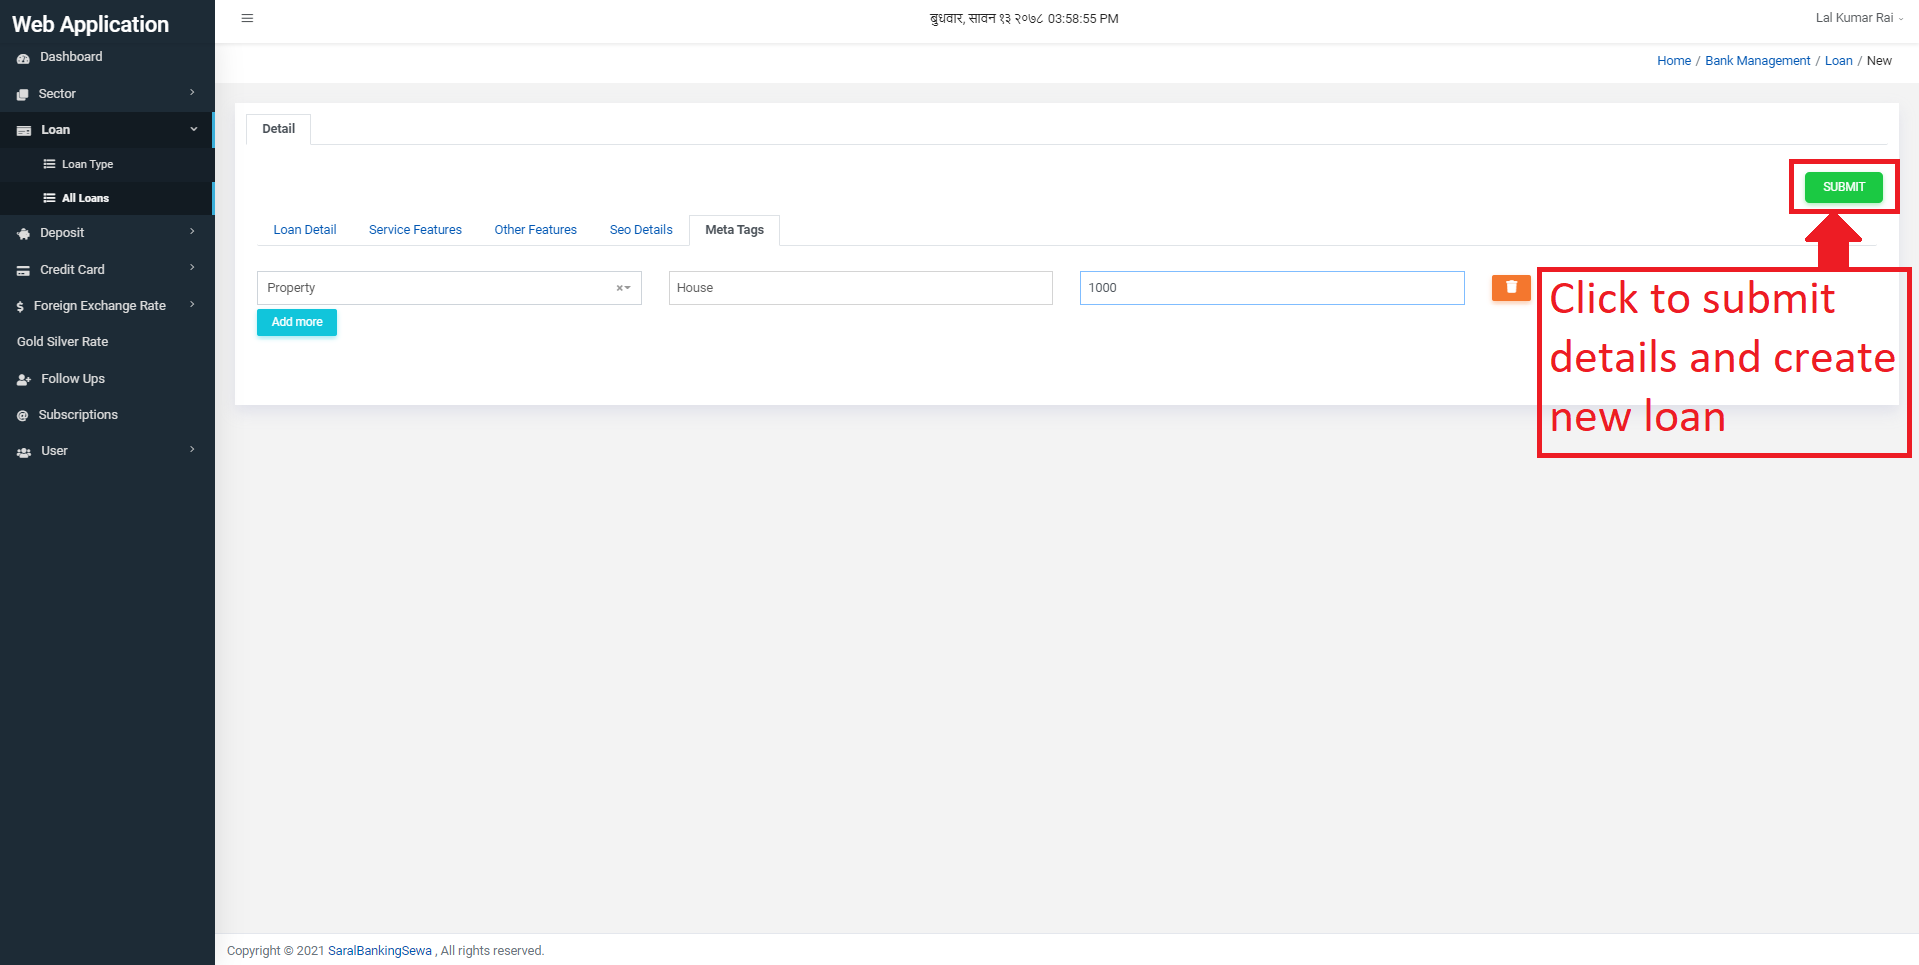 Web Application
बुधवार, सावन १३ २०७८ 03:58:55 PM
Lal Kumar Rai
Dashboard
Home / Bank Management / Loan / New
Sector
Loan
Detail
Loan Type
SUBMIT
All Loans
Deposit
Loan Detail
Service Features
Other Features
Seo Details
Meta Tags
Credit Card
Property ×
House
1000
Foreign Exchange Rate
Add more
Click to submit
details and create
new loan
Gold Silver Rate
Follow Ups
Subscriptions
User
Copyright © 2021 SaralBankingSewa , All rights reserved.